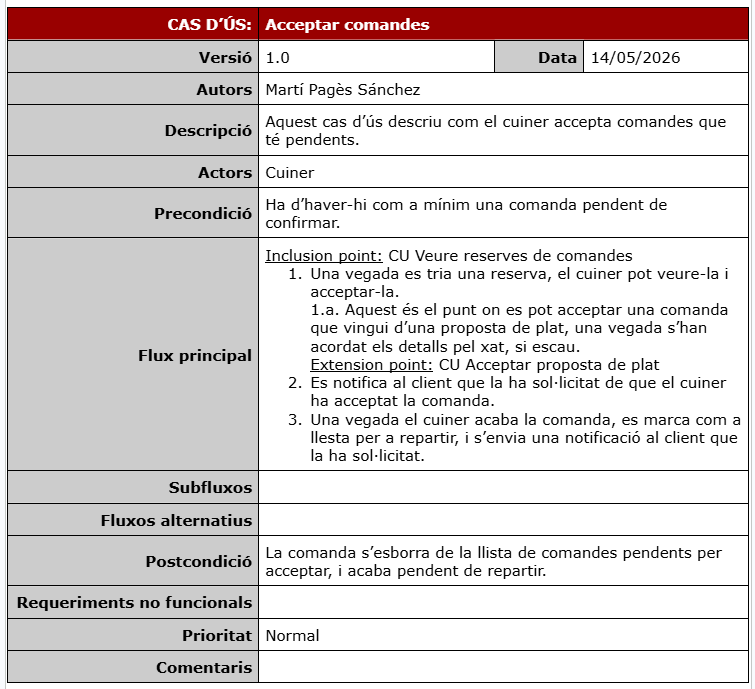 CAS D’ÚS: Acceptar comandes
Versió 1.0 Data 14/05/2026
Autors Martí Pagès Sánchez
Descripció Aquest cas d’ús descriu com el cuiner accepta comandes que
té pendents.
Actors Cuiner
Precondició Ha d’haver-hi com a mínim una comanda pendent de
confirmar.
Flux principal
Inclusion point: CU Veure reserves de comandes
1. Una vegada es tria una reserva, el cuiner pot veure-la i
acceptar-la.
1.a. Aquest és el punt on es pot acceptar una comanda
que vingui d’una proposta de plat, una vegada s’han
acordat els detalls pel xat, si escau.
Extension point: CU Acceptar proposta de plat
2. Es notifica al client que la ha sol·licitat de que el cuiner
ha acceptat la comanda.
3. Una vegada el cuiner acaba la comanda, es marca com a
llesta per a repartir, i s’envia una notificació al client que
la ha sol·licitat.
Subfluxos
Fluxos alternatius
Postcondició La comanda s’esborra de la llista de comandes pendents per
acceptar, i acaba pendent de repartir.
Requeriments no funcionals
Prioritat Normal
Comentaris